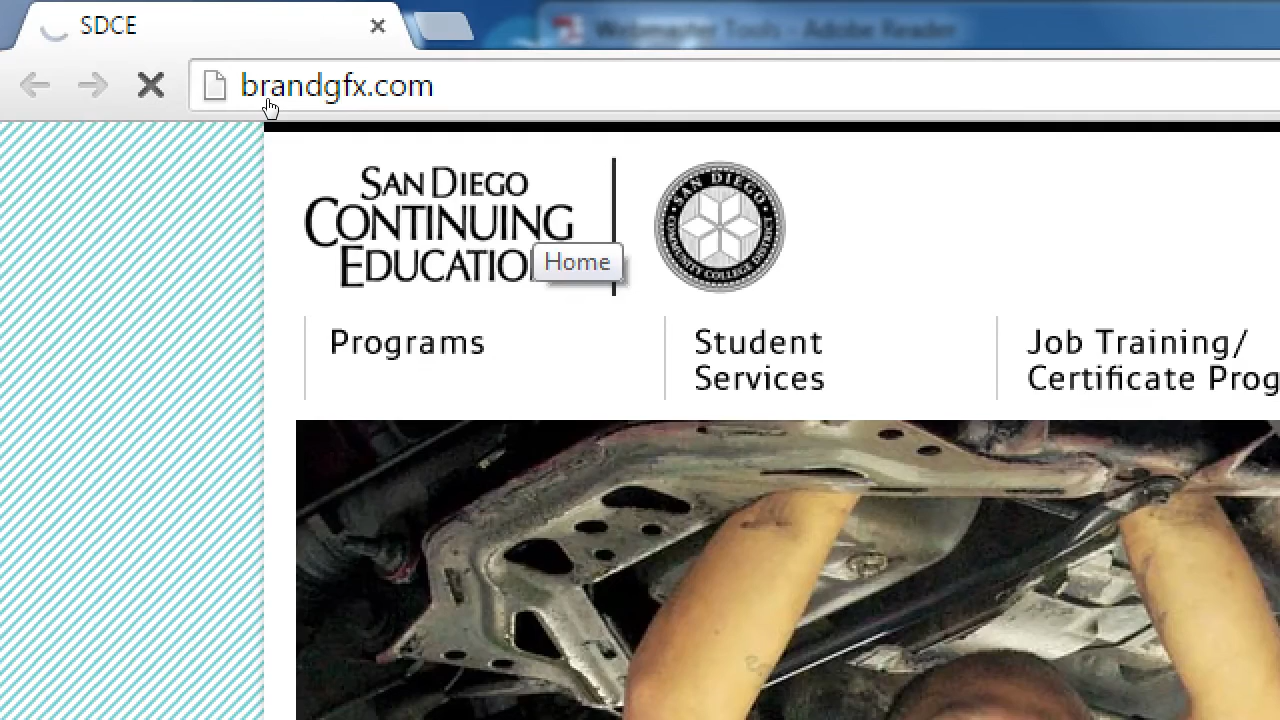 SDCE
Webmaster Tools - Adobe Reader
brandgfx.com
SAN DIEGO
CONTINUING
EDUCATIO
Home
SAN DIEGO
COMMUNITY COLLEGE DISTRICT
Programs
Student
Services
Job Training/
Certificate Prog